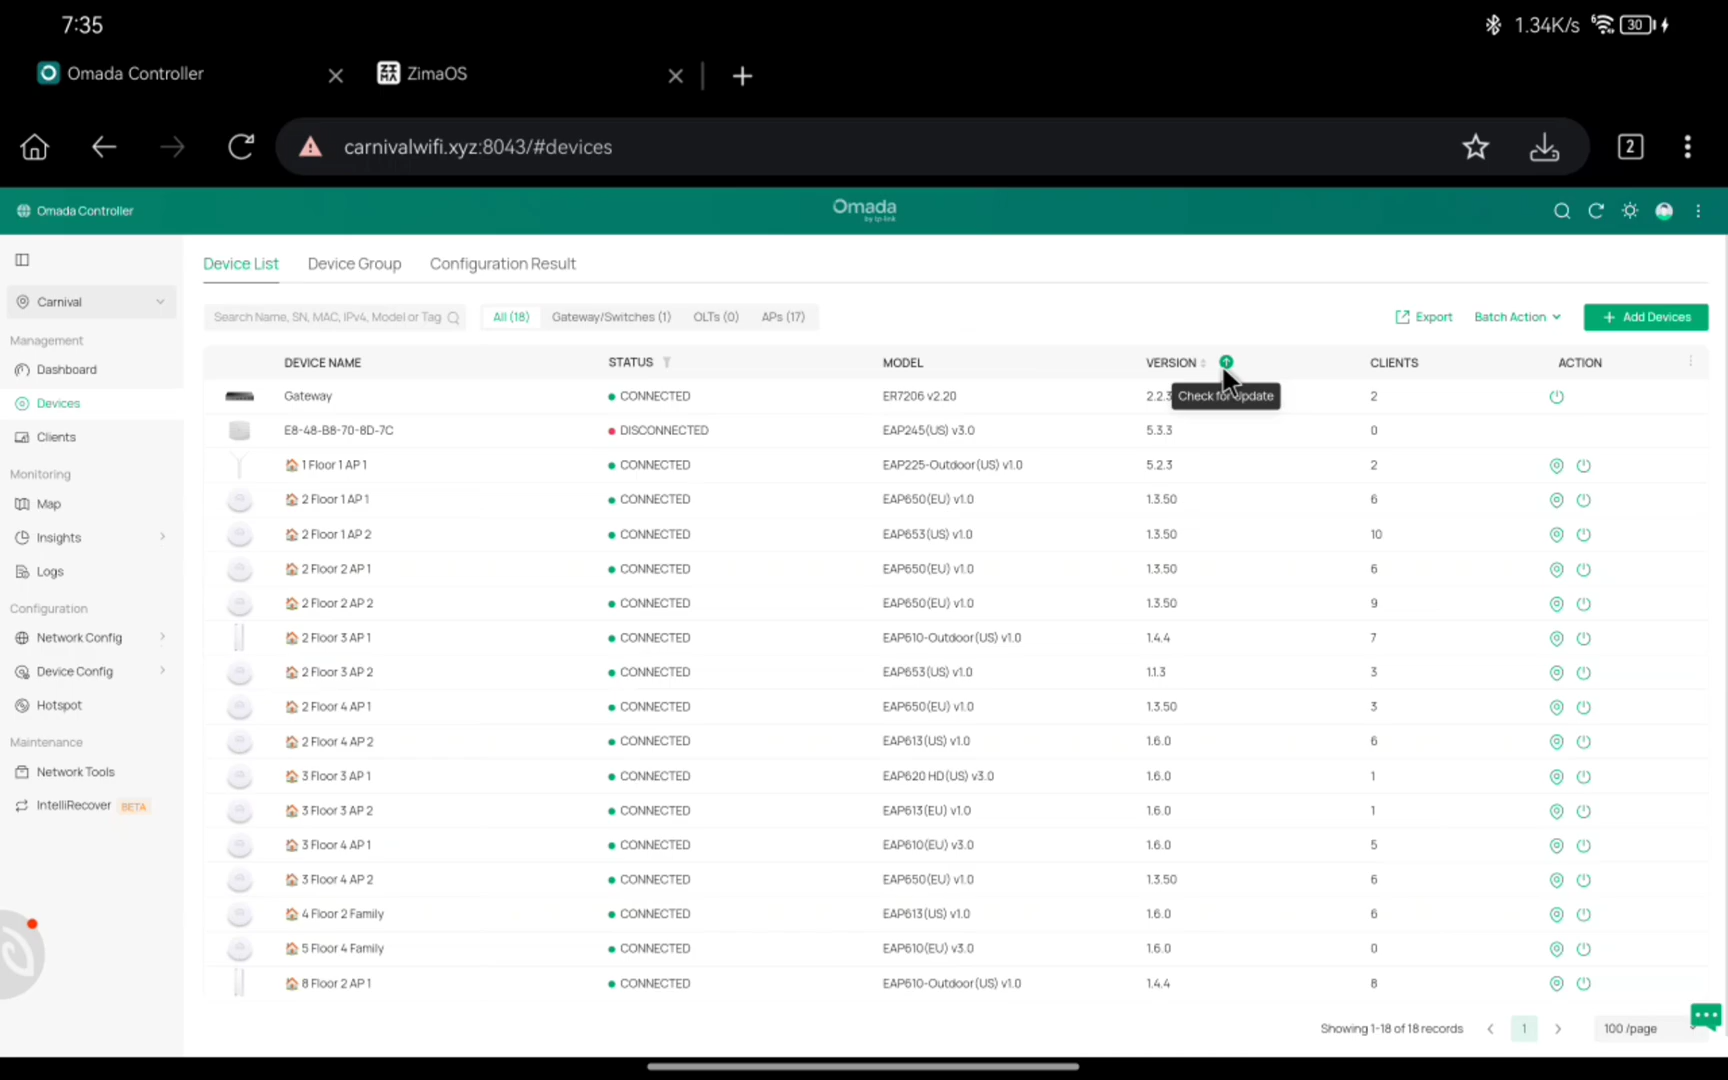 7:35
1.34K/s 6 30
Omada Controller
ZimaOS
carnivalwifi.xyz:8043/#devices
2
Omada Controller
Omada
by tp-link
Device List Device Group Configuration Result
Carnival
Management
Dashboard
Devices
Clients
Monitoring
Map
Insights
Logs
Configuration
Network Config
Device Config
Hotspot
Maintenance
Network Tools
IntelliRecover BETA
Search Name, SN, MAC, IPv4, Model or Tag
All (18) Gateway/Switches (1) OLTs (0) APs (17)
Export Batch Action + Add Devices
DEVICE NAME STATUS MODEL VERSION CLIENTS ACTION
Gateway CONNECTED ER7206 v2.20 2.2.3 2
Check for Update
E8-48-B8-70-8D-7C DISCONNECTED EAP245(US) v3.0 5.3.3 0
🏠 1 Floor 1 AP 1 CONNECTED EAP225-Outdoor(US) v1.0 5.2.3 2
🏠 2 Floor 1 AP 1 CONNECTED EAP650(EU) v1.0 1.3.50 6
🏠 2 Floor 1 AP 2 CONNECTED EAP653(US) v1.0 1.3.50 10
🏠 2 Floor 2 AP 1 CONNECTED EAP650(EU) v1.0 1.3.50 6
🏠 2 Floor 2 AP 2 CONNECTED EAP650(EU) v1.0 1.3.50 9
🏠 2 Floor 3 AP 1 CONNECTED EAP610-Outdoor(US) v1.0 1.4.4 7
🏠 2 Floor 3 AP 2 CONNECTED EAP653(US) v1.0 1.1.3 3
🏠 2 Floor 4 AP 1 CONNECTED EAP650(EU) v1.0 1.3.50 3
🏠 2 Floor 4 AP 2 CONNECTED EAP613(US) v1.0 1.6.0 6
🏠 3 Floor 3 AP 1 CONNECTED EAP620 HD(US) v3.0 1.6.0 1
🏠 3 Floor 3 AP 2 CONNECTED EAP613(EU) v1.0 1.6.0 1
🏠 3 Floor 4 AP 1 CONNECTED EAP610(EU) v3.0 1.6.0 5
🏠 3 Floor 4 AP 2 CONNECTED EAP650(EU) v1.0 1.3.50 6
🏠 4 Floor 2 Family CONNECTED EAP613(US) v1.0 1.6.0 6
🏠 5 Floor 4 Family CONNECTED EAP610(EU) v3.0 1.6.0 0
🏠 8 Floor 2 AP 1 CONNECTED EAP610-Outdoor(US) v1.0 1.4.4 8
Showing 1-18 of 18 records 1 100 /page